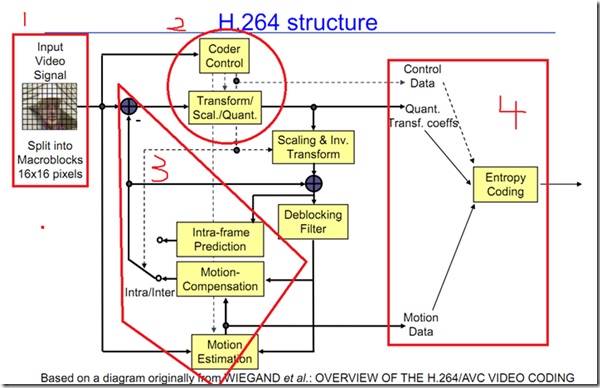 1
2
H.264 structure
Input
Video
Signal
Split into
Macroblocks
16x16 pixels
Coder
Control
Transform/
Scal./Quant.
-
Scaling & Inv.
Transform
3
Deblocking
Filter
Intra-frame
Prediction
Motion-
Compensation
Intra/Inter
Motion
Estimation
Control
Data
4
Quant.
Transf. coeffs
Entropy
Coding
Motion
Data
Based on a diagram originally from WIEGAND et al.: OVERVIEW OF THE H.264/AVC VIDEO CODING